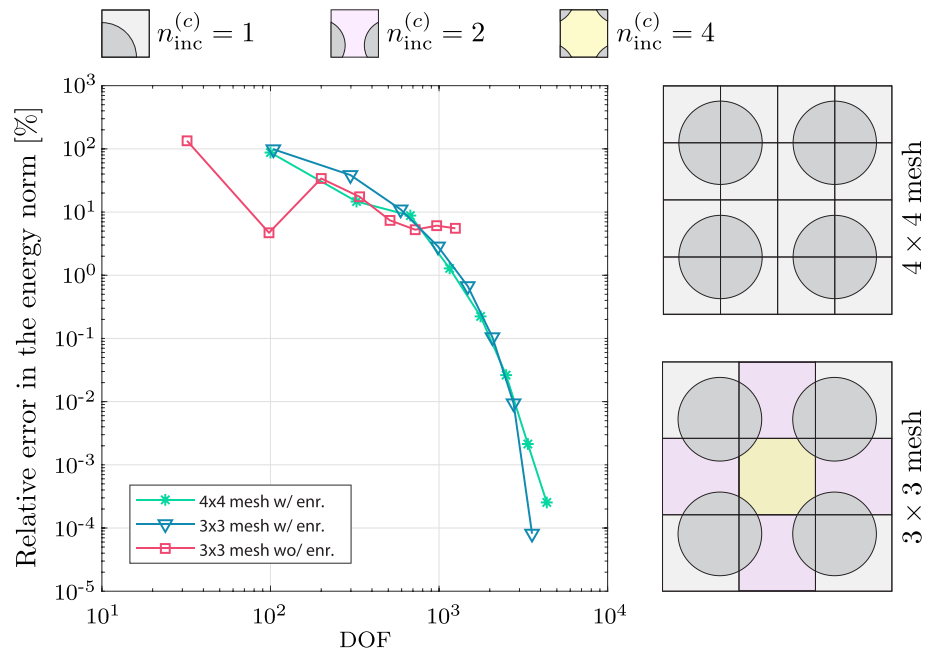 n_inc^(c) = 1
n_inc^(c) = 2
n_inc^(c) = 4
Relative error in the energy norm [%]
10^3
10^2
10^1
10^0
10^-1
10^-2
10^-3
10^-4
10^-5
4x4 mesh w/ enr.
3x3 mesh w/ enr.
3x3 mesh wo/ enr.
10^1
10^2
10^3
10^4
DOF
4 × 4 mesh
3 × 3 mesh